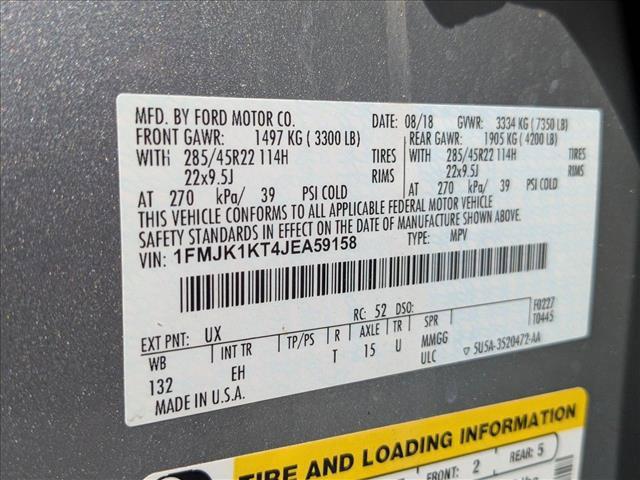 MFD. BY FORD MOTOR CO. DATE: 08/18 GVWR: 3334 KG (7350 LB)
FRONT GAWR: 1497 KG (3300 LB) REAR GAWR: 1905 KG (4200 LB)
WITH 285/45R22 114H TIRES WITH 285/45R22 114H TIRES
22x9.5J RIMS 22x9.5J RIMS
AT 270 kPa/ 39 PSI COLD AT 270 kPa/ 39 PSI COLD
THIS VEHICLE CONFORMS TO ALL APPLICABLE FEDERAL MOTOR VEHICLE
SAFETY STANDARDS IN EFFECT ON THE DATE OF MANUFACTURE SHOWN ABOVE.
VIN: 1FMJK1KT4JEA59158 TYPE: MPV
F0227
EXT PNT: UX RC: 52 DSO: T0445
WB INT TR TP/PS R AXLE TR SPR
132 EH T 15 U MMGG ▽ 5U5A-3520472-AA
ULC
MADE IN U.S.A.
TIRE AND LOADING INFORMATION
FRONT: 2 REAR: 5